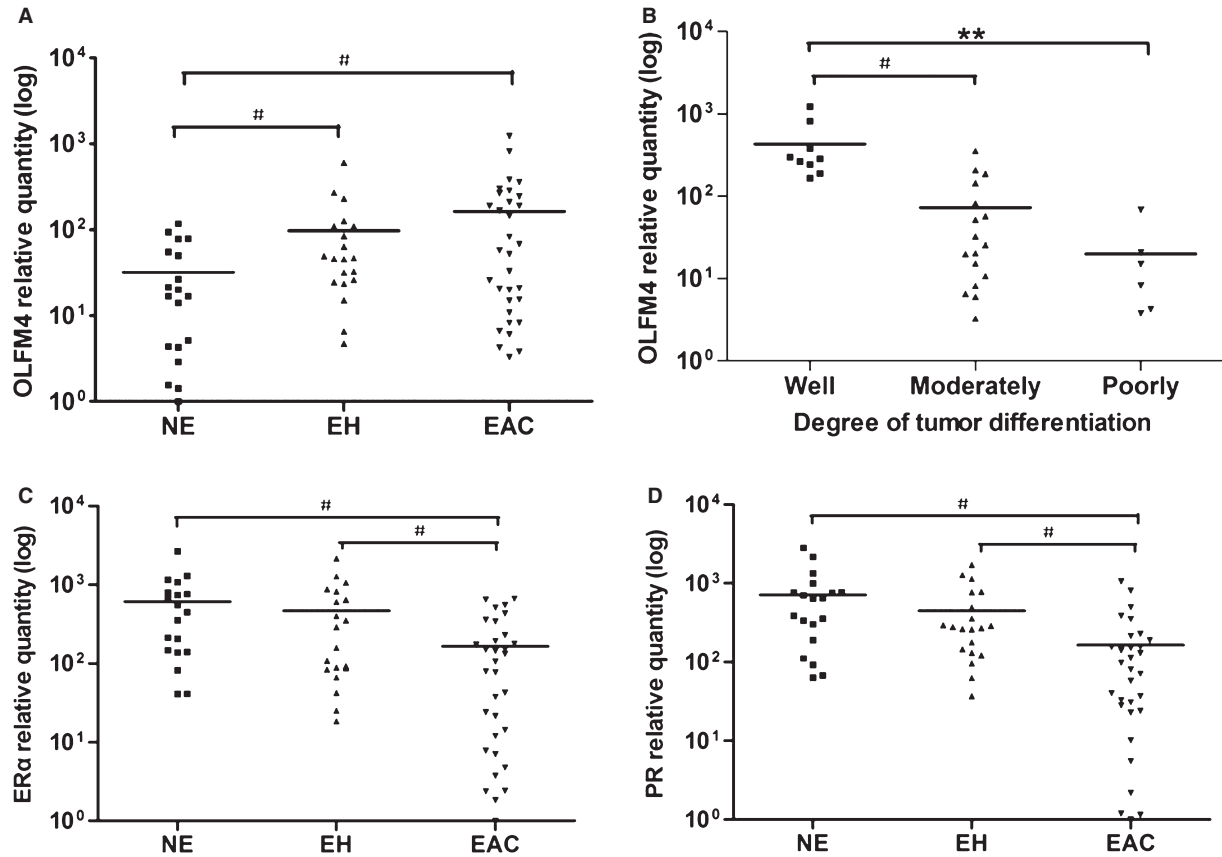 A
OLFM4 relative quantity (log)
10⁴
10³
10²
10¹
10⁰
#
#
NE EH EAC
B
OLFM4 relative quantity (log)
10⁴
10³
10²
10¹
10⁰
**
#
Well Moderately Poorly
Degree of tumor differentiation
C
ERα relative quantity (log)
10⁴
10³
10²
10¹
10⁰
#
#
NE EH EAC
D
PR relative quantity (log)
10⁴
10³
10²
10¹
10⁰
#
#
NE EH EAC